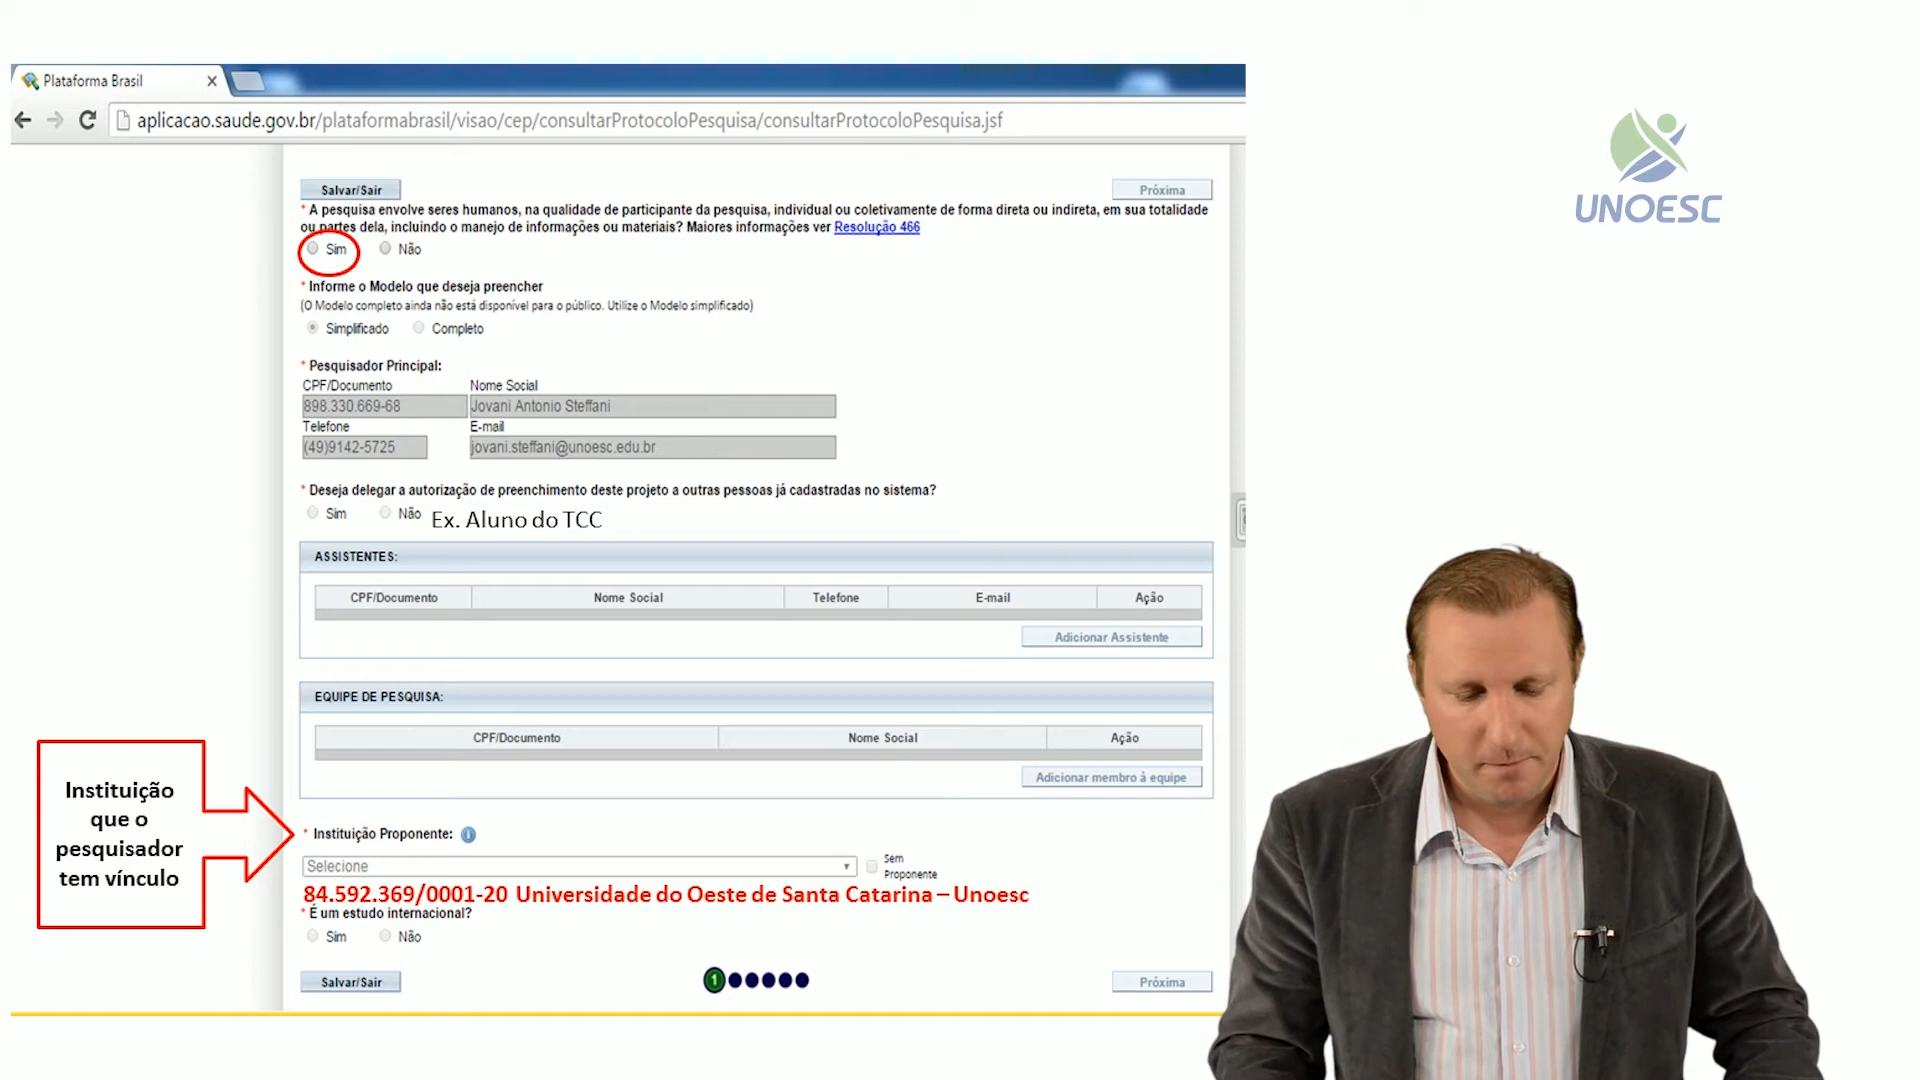 Plataforma Brasil
aplicacao.saude.gov.br/plataformabrasil/visao/cep/consultarProtocoloPesquisa/consultarProtocoloPesquisa.jsf
UNOESC
Salvar/Sair Próxima
* A pesquisa envolve seres humanos, na qualidade de participante da pesquisa, individual ou coletivamente de forma direta ou indireta, em sua totalidade
ou partes dela, incluindo o manejo de informações ou materiais? Maiores informações ver Resolução 466
Sim Não
* Informe o Modelo que deseja preencher
(O Modelo completo ainda não está disponível para o público. Utilize o Modelo simplificado)
Simplificado Completo
* Pesquisador Principal:
CPF/Documento Nome Social
898.330.669-68 Jovani Antonio Steffani
Telefone E-mail
(49)9142-5725 jovani.steffani@unoesc.edu.br
* Deseja delegar a autorização de preenchimento deste projeto a outras pessoas já cadastradas no sistema?
Sim Não Ex. Aluno do TCC
ASSISTENTES:
CPF/Documento Nome Social Telefone E-mail Ação
Adicionar Assistente
EQUIPE DE PESQUISA:
CPF/Documento Nome Social Ação
Adicionar membro à equipe
Instituição
que o
pesquisador
tem vínculo
* Instituição Proponente:
Selecione
Sem
Proponente
84.592.369/0001-20 Universidade do Oeste de Santa Catarina – Unoesc
* É um estudo internacional?
Sim Não
Salvar/Sair 1 Próxima